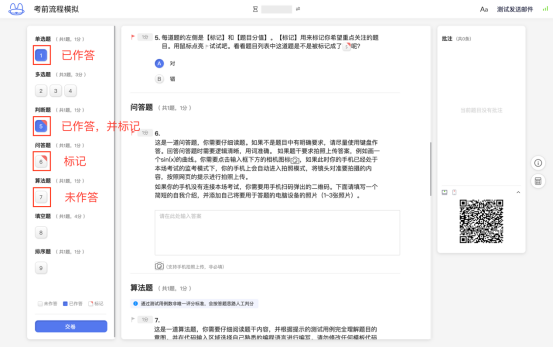 考前流程模拟
Aa 测试发送邮件
单选题 (共1题，1分)
1 已作答
多选题 (共3题，3分)
2 3 4
判断题 (共1题，1分)
5 已作答，并标记
问答题 (共1题，1分)
6 标记
算法题 (共1题，1分)
7 未作答
填空题 (共1题，4分)
8
排序题 (共1题，1分)
9
未作答 已作答 标记
交卷
1分 5. 每道题的左侧是【标记】和【题目分值】。【标记】用来标记你希望重点关注的题
目。用鼠标点亮，试试吧。看看题目列表中这道题是不是被标记成了 呢?
A 对
B 错
问答题 (共1题，1分)
1分 6.
这是一道问答题，你需要仔细读题。如果不是题目中有明确要求，请尽量使用键盘作
答。回答问答题时需要逻辑清晰，用词准确。 如果题干要求拍照上传答案，例如画一
个sin(x)的曲线，你需要点击输入框下方的相机图标 。如果此时你的手机已经处于
本场考试的监考模式下，你的手机上会自动进入拍照模式，将镜头对准要拍摄的内
容，按照网页的提示进行拍照上传。
如果你的手机没有连接本场考试，你需要用手机扫码弹出的二维码。下面请填写一个
简短的自我介绍，并添加自己将要用于答题的电脑设备的照片（1-3张照片）。
请在此处输入答案
(支持手机拍照上传，非必填)
算法题 (共1题，1分)
通过测试用例数非唯一评分标准，会按答题思路人工判分
1分 7.
这是一道算法题，你需要仔细阅读题干内容，并根据提示的测试用例完全理解题目的
意图，并在代码输入区域选择自己熟悉的编程语言进行编写，请勿修改任何模板代码
批注 (共0条)